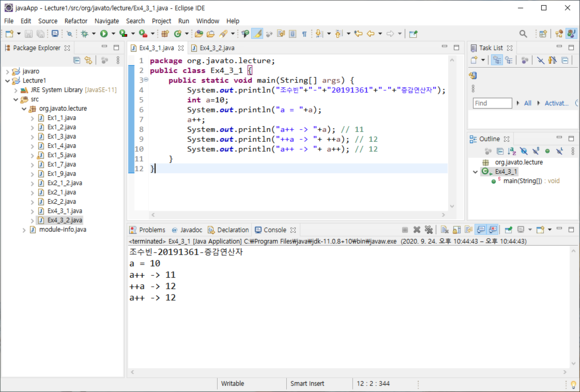 javaApp - Lecture1/src/org/javato/lecture/Ex4_3_1.java - Eclipse IDE
File Edit Source Refactor Navigate Search Project Run Window Help
Package Explorer
javaro
Lecture1
JRE System Library [JavaSE-11]
src
org.javato.lecture
Ex1_1.java
Ex1_2.java
Ex1_3.java
Ex1_4.java
Ex1_5.java
Ex1_7.java
Ex1_9.java
Ex2_1_2.java
Ex2_1.java
Ex2_2.java
Ex4_3_1.java
Ex4_3_2.java
module-info.java
Ex4_3_1.java Ex4_3_2.java
1 package org.javato.lecture;
2 public class Ex4_3_1 {
3 public static void main(String[] args) {
4 System.out.println("조수빈"+"-"+"20191361"+"-"+"증감연산자");
5 int a=10;
6 System.out.println("a = "+a);
7 a++;
8 System.out.println("a++ -> "+a); // 11
9 System.out.println("++a -> "+ ++a); // 12
10 System.out.println("a++ -> "+ a++); // 12
11 }
12 }
Task List
Find All Activat...
Outline
org.javato.lecture
Ex4_3_1
main(String[]) : void
Problems Javadoc Declaration Console
<terminated> Ex4_3_1 [Java Application] C:₩Program Files₩java₩jdk-11.0.8+10₩bin₩javaw.exe (2020. 9. 24. 오후 10:44:43 – 오후 10:44:43)
조수빈-20191361-증감연산자
a = 10
a++ -> 11
++a -> 12
a++ -> 12
Writable Smart Insert 12 : 2 : 344